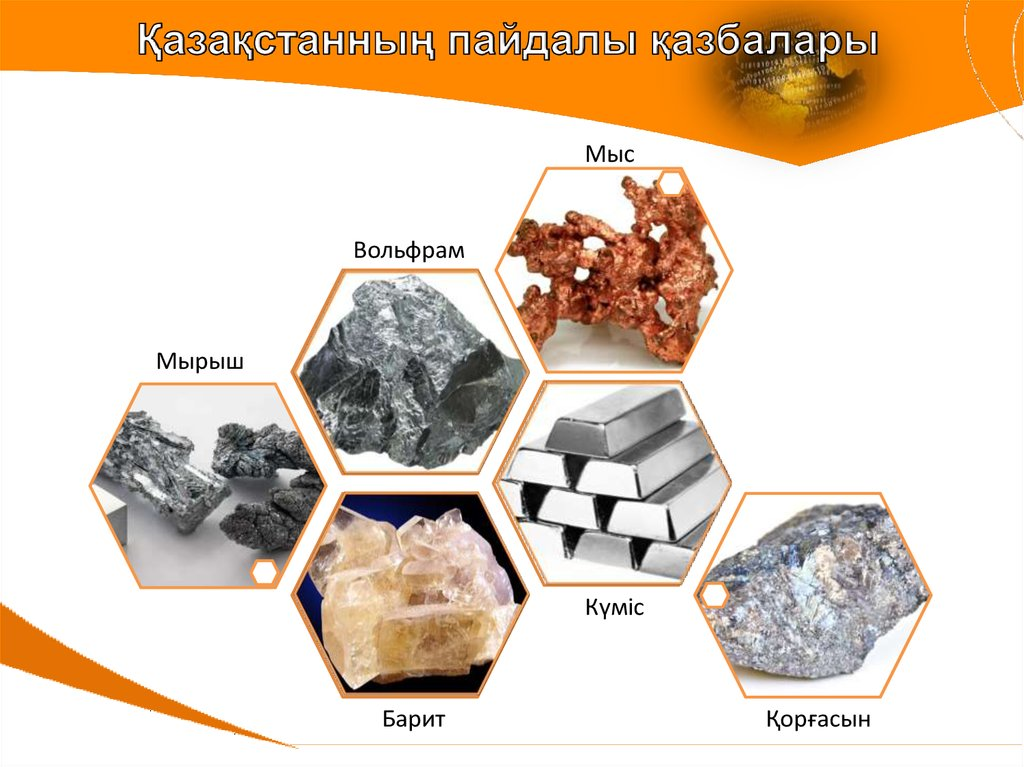 Қазақстанның пайдалы қазбалары
Мыс
Вольфрам
Мырыш
Күміс
Барит
Қорғасын